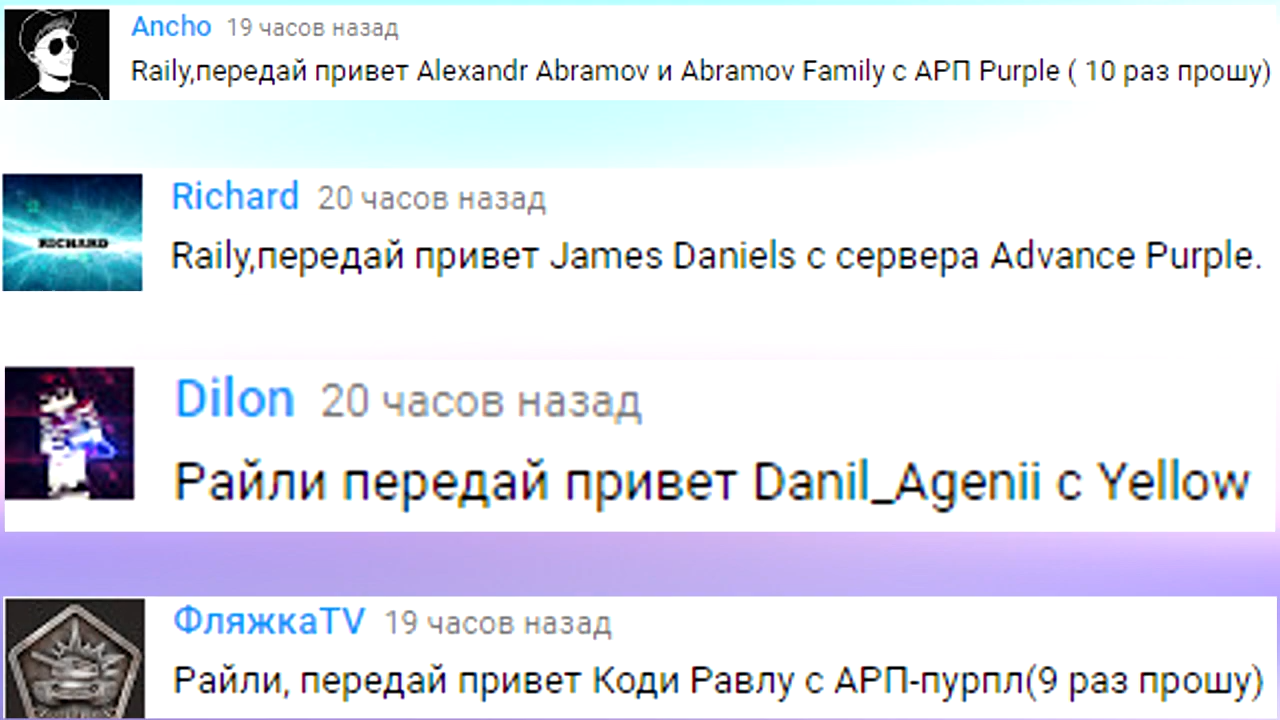 Ancho 19 часов назад
Raily,передай привет Alexandr Abramov и Abramov Family с АРП Purple ( 10 раз прошу)
Richard 20 часов назад
RICHARD
Raily,передай привет James Daniels с сервера Advance Purple.
Dilon 20 часов назад
Райли передай привет Danil_Agenii с Yellow
ФляжкаTV 19 часов назад
Райли, передай привет Коди Равлу с АРП-пурпл(9 раз прошу)